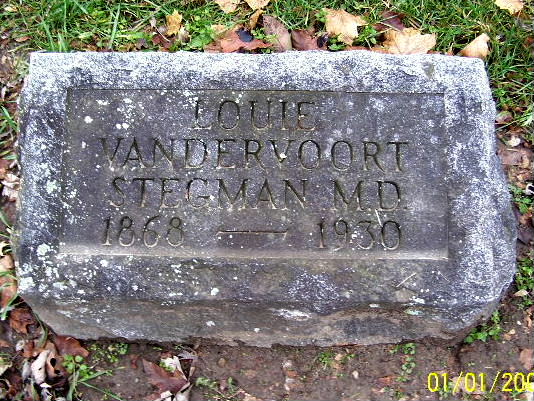 LOUIE
VANDERVOORT
STEGMAN M.D.
1868 — 1930
01/01/200